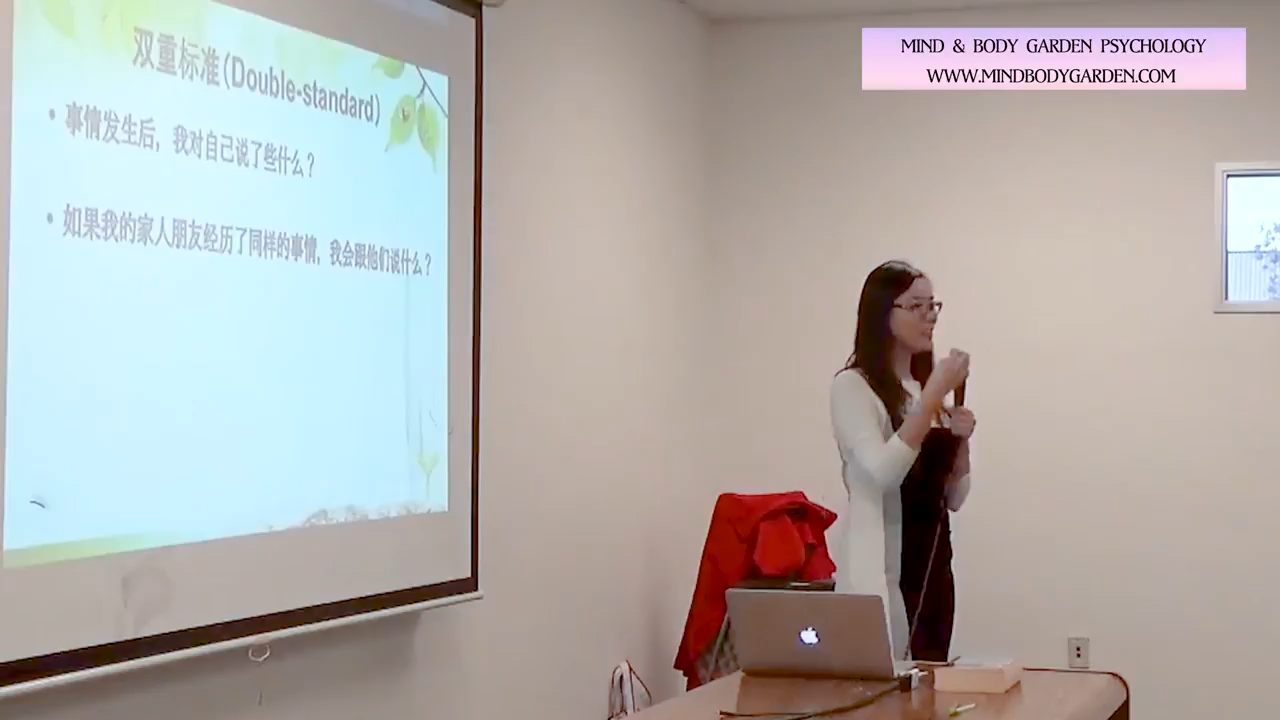 双重标准(Double-standard)
• 事情发生后，我对自己说了些什么？
• 如果我的家人朋友经历了同样的事情，我会跟他们说什么？
MIND & BODY GARDEN PSYCHOLOGY
WWW.MINDBODYGARDEN.COM